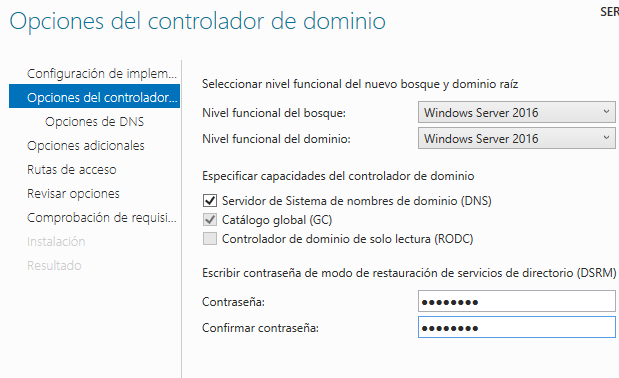 Opciones del controlador de dominio
SER
Configuración de implem...
Opciones del controlador...
Opciones de DNS
Opciones adicionales
Rutas de acceso
Revisar opciones
Comprobación de requisi...
Instalación
Resultado
Seleccionar nivel funcional del nuevo bosque y dominio raíz
Nivel funcional del bosque: Windows Server 2016
Nivel funcional del dominio: Windows Server 2016
Especificar capacidades del controlador de dominio
Servidor de Sistema de nombres de dominio (DNS)
Catálogo global (GC)
Controlador de dominio de solo lectura (RODC)
Escribir contraseña de modo de restauración de servicios de directorio (DSRM)
Contraseña: ●●●●●●●●
Confirmar contraseña: ●●●●●●●●